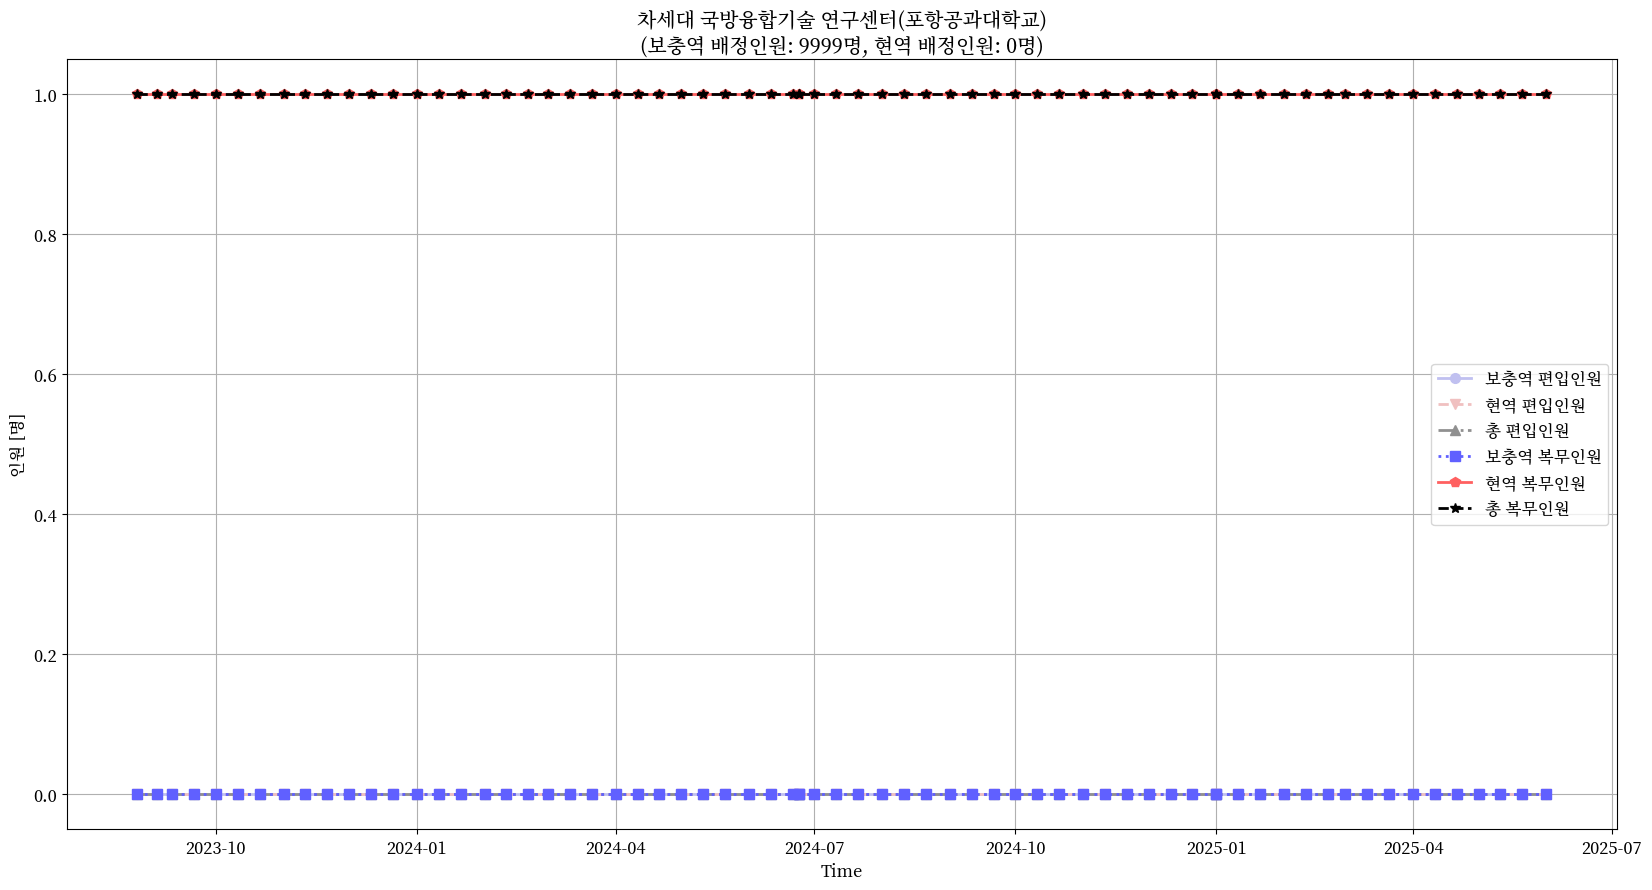 차세대 국방융합기술 연구센터(포항공과대학교)
(보충역 배정인원: 9999명, 현역 배정인원: 0명)
인원 [명]
1.0
0.8
0.6
0.4
0.2
0.0
보충역 편입인원
현역 편입인원
총 편입인원
보충역 복무인원
현역 복무인원
총 복무인원
2023-10
2024-01
2024-04
2024-07
2024-10
2025-01
2025-04
2025-07
Time